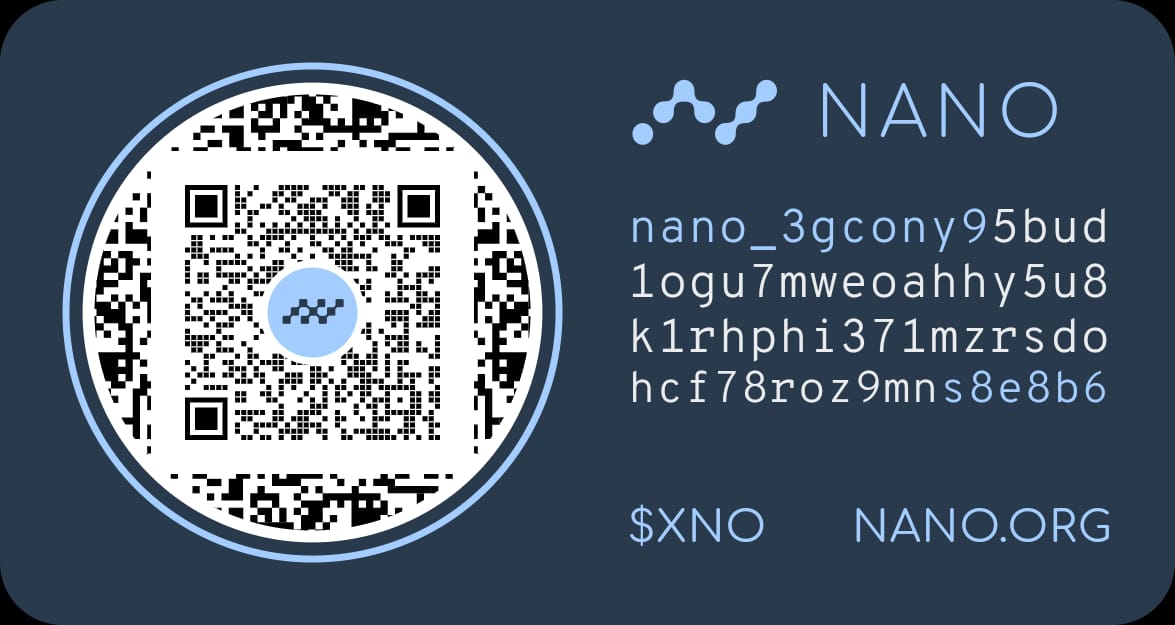 NANO
nano_3gcony95bud
1ogu7mweoahhy5u8
k1rhphi371mzrsdo
hcf78roz9mns8e8b6
$XNO
NANO.ORG